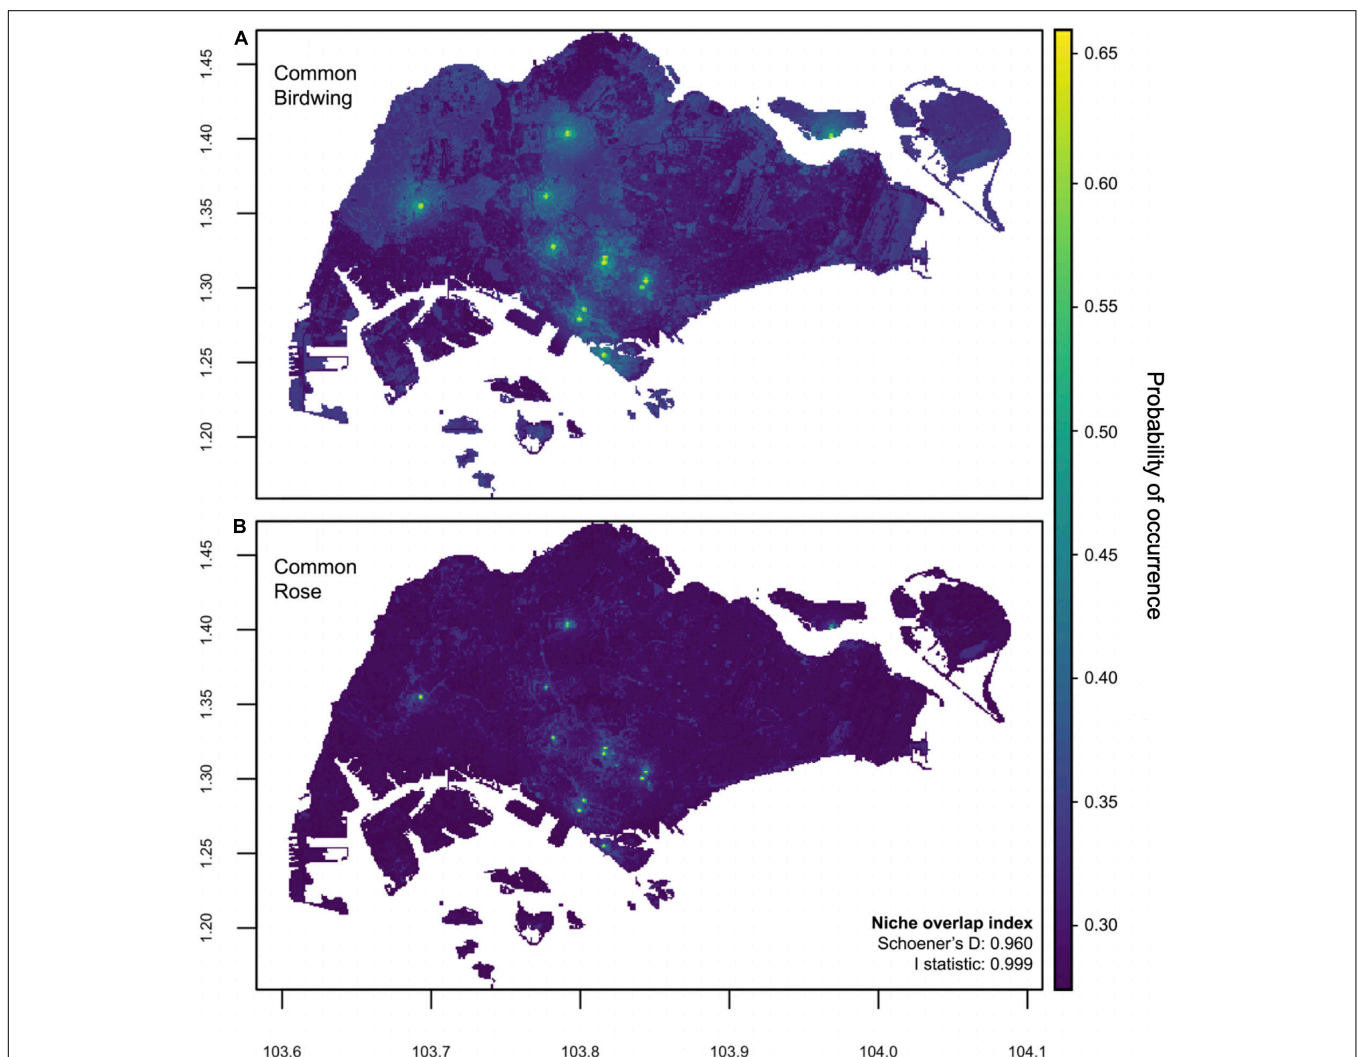 A
Common
Birdwing
1.45
1.40
1.35
1.30
1.25
1.20
B
Common
Rose
1.45
1.40
1.35
1.30
1.25
1.20
Niche overlap index
Schoener's D: 0.960
I statistic: 0.999
103.6 103.7 103.8 103.9 104.0 104.1
0.65
0.60
0.55
0.50
0.45
0.40
0.35
0.30
Probability of occurrence